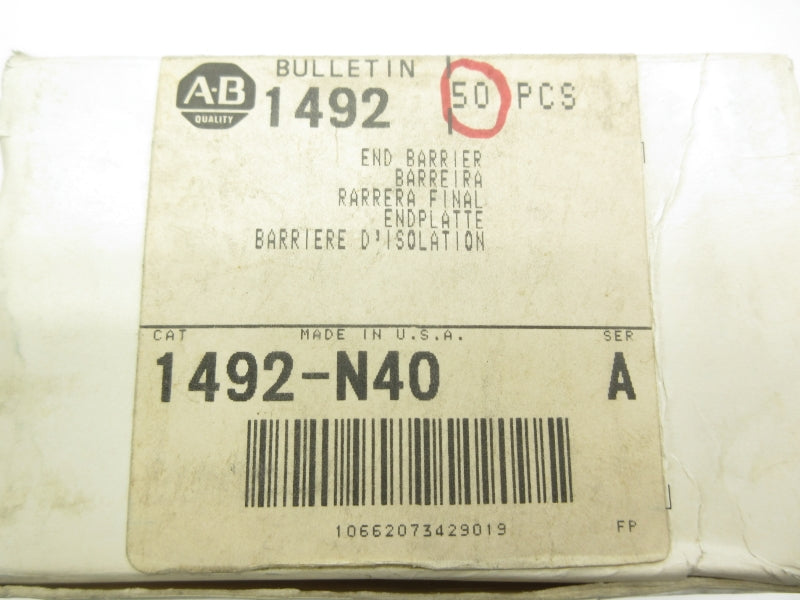 A-B
QUALITY
BULLETIN
1492
50 PCS
END BARRIER
BARREIRA
RARRERA FINAL
ENDPLATTE
BARRIERE D'ISOLATION
CAT MADE IN U.S.A. SER
1492-N40 A
10662073429019 FP